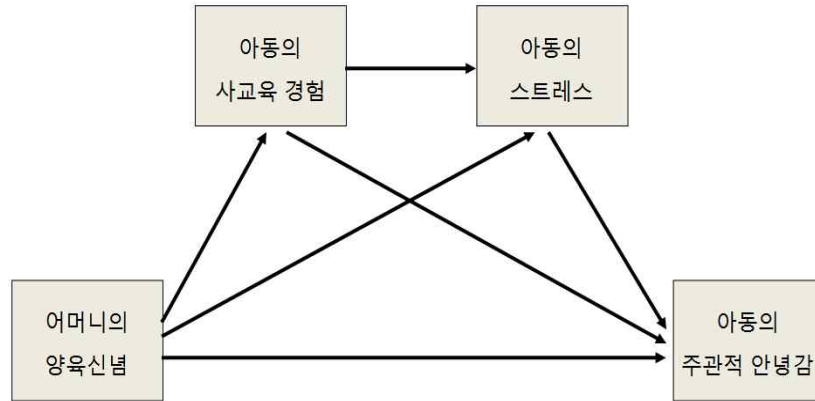 아동의
사교육 경험
아동의
스트레스
어머니의
양육신념
아동의
주관적 안녕감